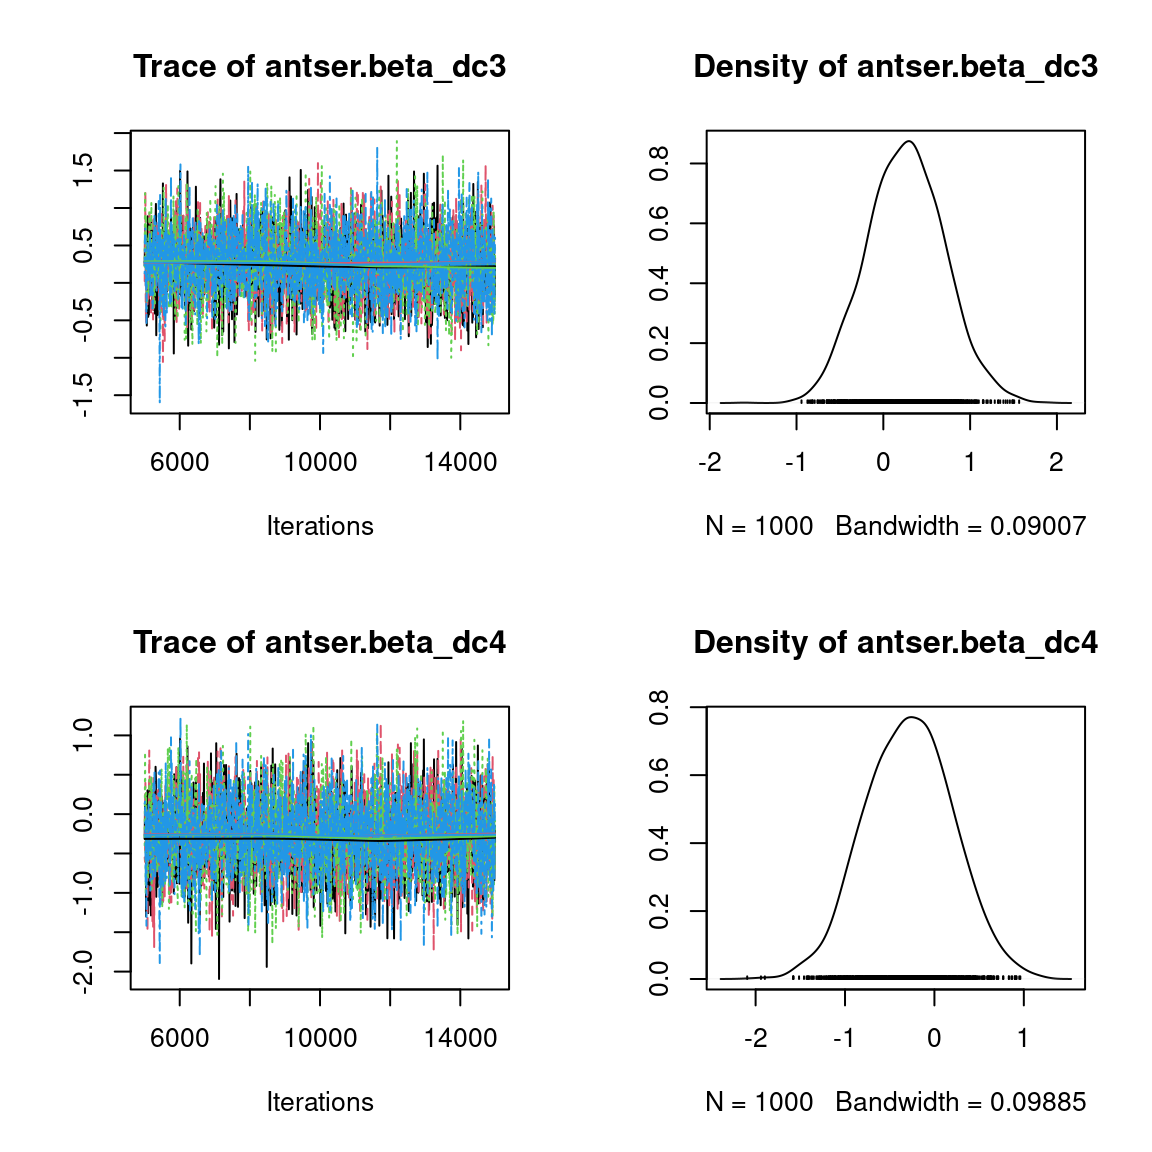 Trace of antser.beta_dc3
-1.5 -0.5 0.5 1.5
6000 10000 14000
Iterations
Density of antser.beta_dc3
0.0 0.2 0.4 0.6 0.8
-2 -1 0 1 2
N = 1000 Bandwidth = 0.09007
Trace of antser.beta_dc4
-2.0 -1.0 0.0 1.0
6000 10000 14000
Iterations
Density of antser.beta_dc4
0.0 0.2 0.4 0.6 0.8
-2 -1 0 1
N = 1000 Bandwidth = 0.09885